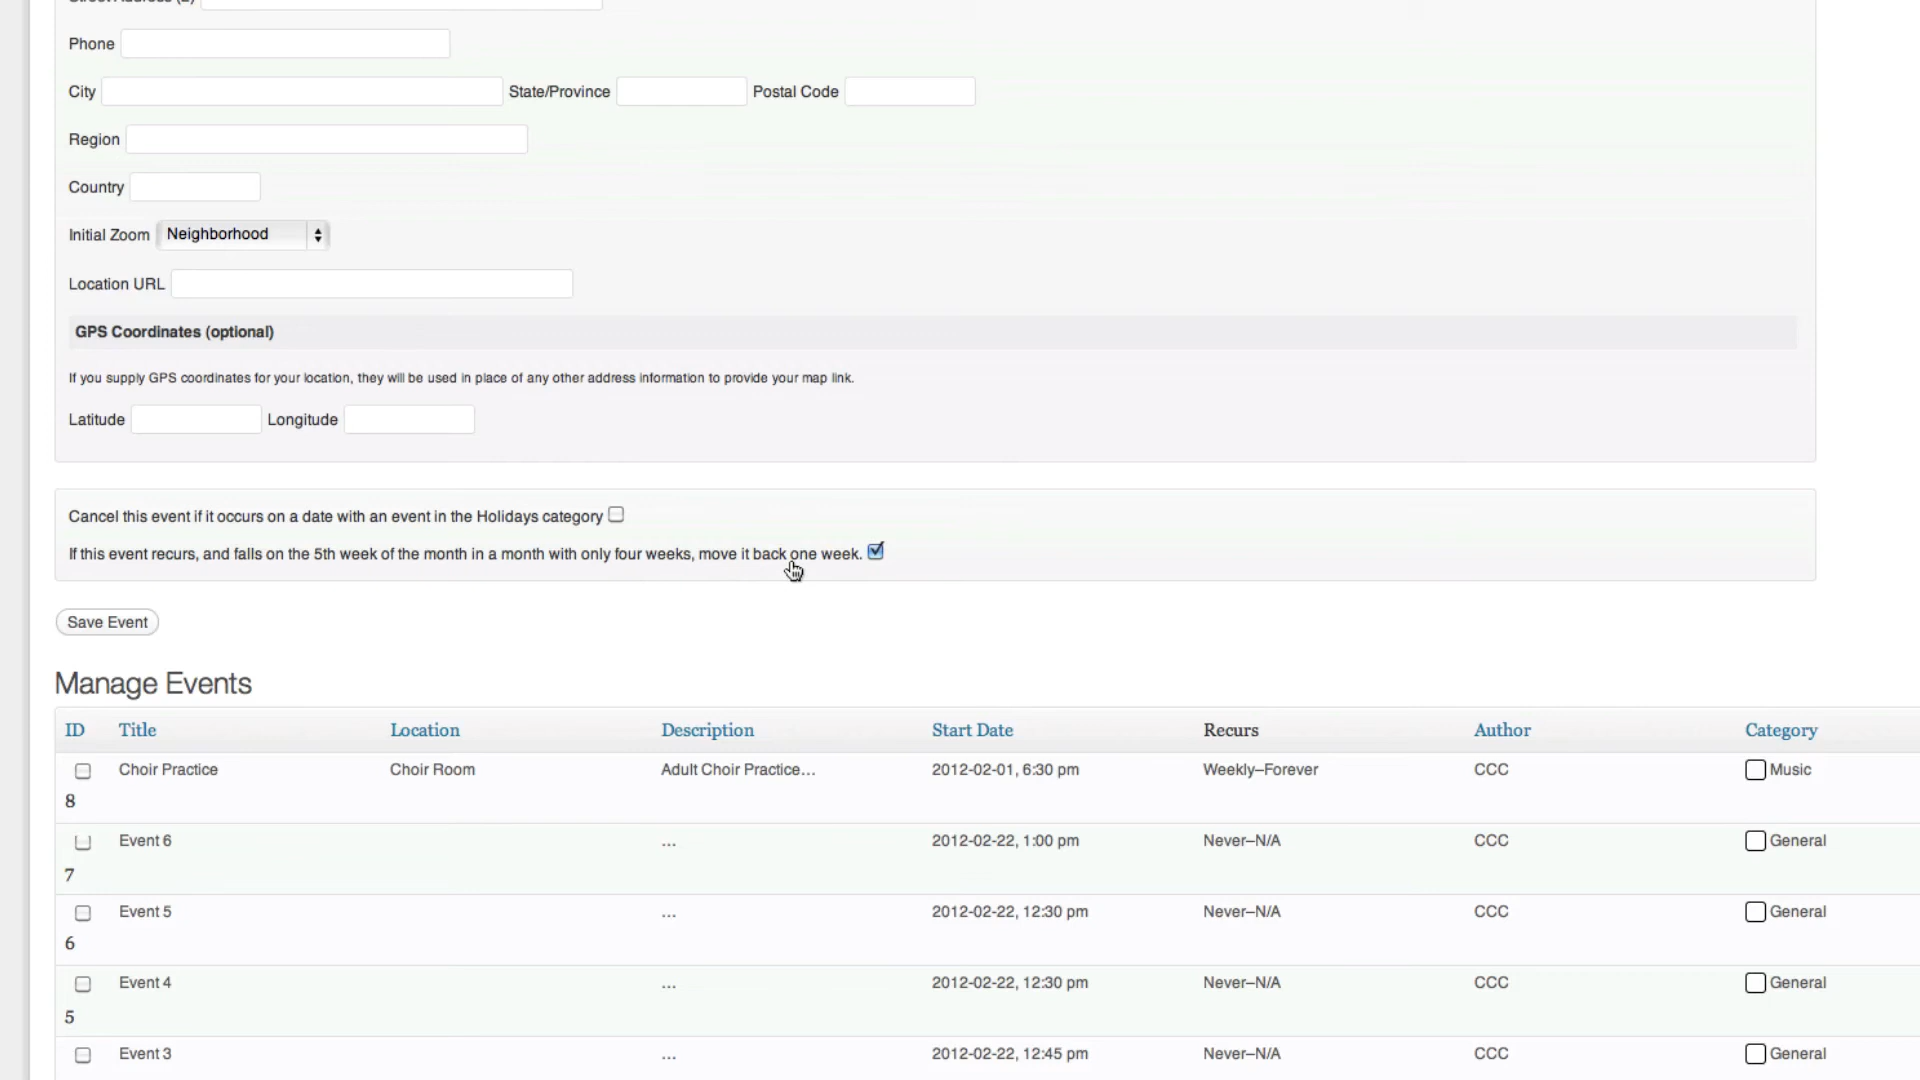 Street Address (2)
Phone
City State/Province Postal Code
Region
Country
Initial Zoom Neighborhood
Location URL
GPS Coordinates (optional)
If you supply GPS coordinates for your location, they will be used in place of any other address information to provide your map link.
Latitude Longitude
Cancel this event if it occurs on a date with an event in the Holidays category
If this event recurs, and falls on the 5th week of the month in a month with only four weeks, move it back one week.
Save Event
Manage Events
ID Title Location Description Start Date Recurs Author Category
Choir Practice Choir Room Adult Choir Practice... 2012-02-01, 6:30 pm Weekly–Forever CCC Music
8
Event 6 ... 2012-02-22, 1:00 pm Never–N/A CCC General
7
Event 5 ... 2012-02-22, 12:30 pm Never–N/A CCC General
6
Event 4 ... 2012-02-22, 12:30 pm Never–N/A CCC General
5
Event 3 ... 2012-02-22, 12:45 pm Never–N/A CCC General